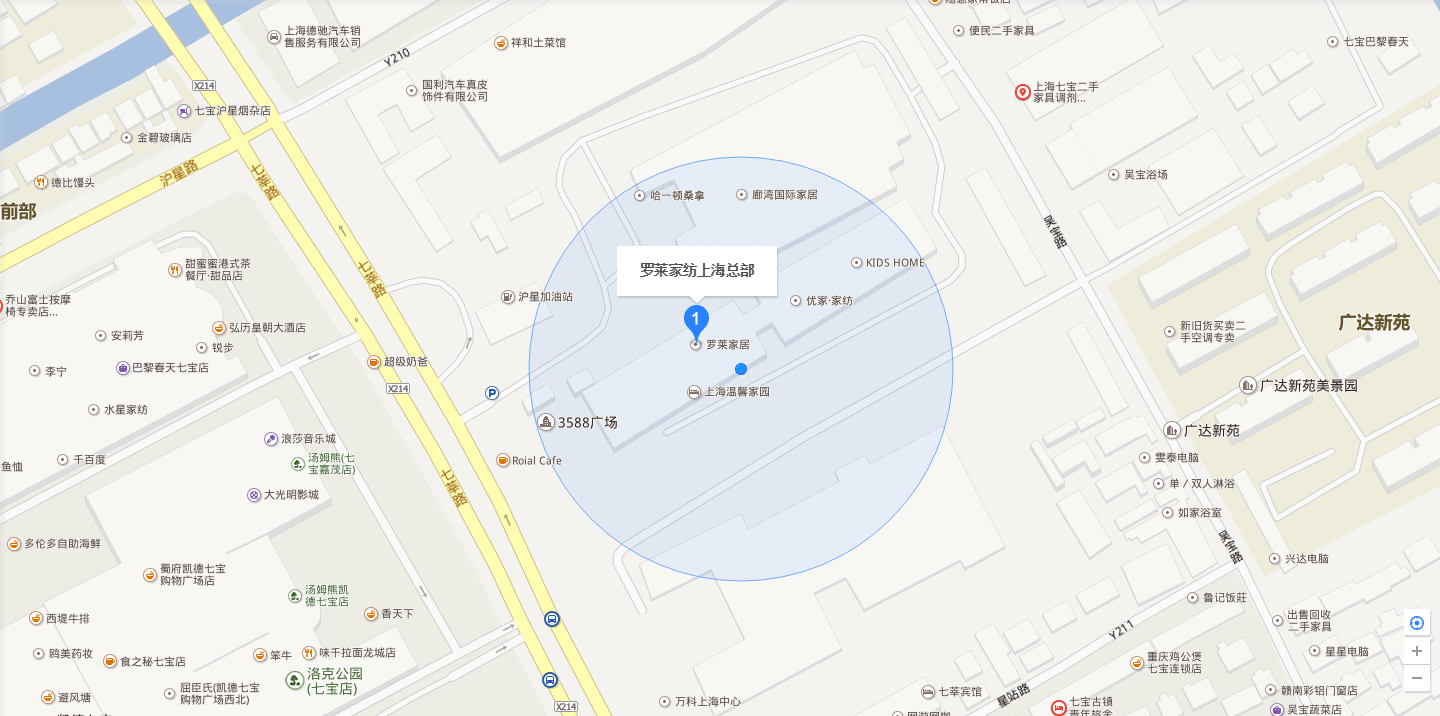 随意家常饭店
上海德驰汽车销
售服务有限公司
祥和土菜馆
便民二手家具
七宝巴黎春天
Y210
X214
国利汽车真皮
饰件有限公司
上海七宝二手
家具调剂...
七宝沪星烟杂店
金碧玻璃店
沪星路
七莘路
德比馒头
吴宝浴场
哈一顿桑拿
廊湾国际家居
前部
吴宝路
甜蜜蜜港式茶
餐厅·甜品店
七莘路
罗莱家纺上海总部
KIDS HOME
乔山富士按摩
椅专卖店...
沪星加油站
优家·家纺
1
弘历皇朝大酒店
安莉芳
锐步
罗莱家居
新旧货买卖二
手空调专卖
广达新苑
超级奶爸
李宁
巴黎春天七宝店
X214
P
上海温馨家园
广达新苑美景园
水星家纺
3588广场
广达新苑
浪莎音乐城
千百度
鱼恤
汤姆熊(七
宝嘉茂店)
Roial Cafe
雯泰电脑
七莘路
大光明影城
单/双人淋浴
如家浴室
多伦多自助海鲜
吴宝路
兴达电脑
蜀府凯德七宝
购物广场店
汤姆熊凯
德七宝店
鲁记饭莊
西堤牛排
香天下
出售回收
二手家具
Y211
鸥美药妆
食之秘七宝店
笨牛
味千拉面龙城店
星星电脑
重庆鸡公煲
七宝连锁店
洛克公园
(七宝店)
屈臣氏(凯德七宝
购物广场西北)
避风塘
七莘宾馆
星站路
赣南彩铝门窗店
万科上海中心
X214
七宝古镇
青年旅舍
吴宝蔬菜店